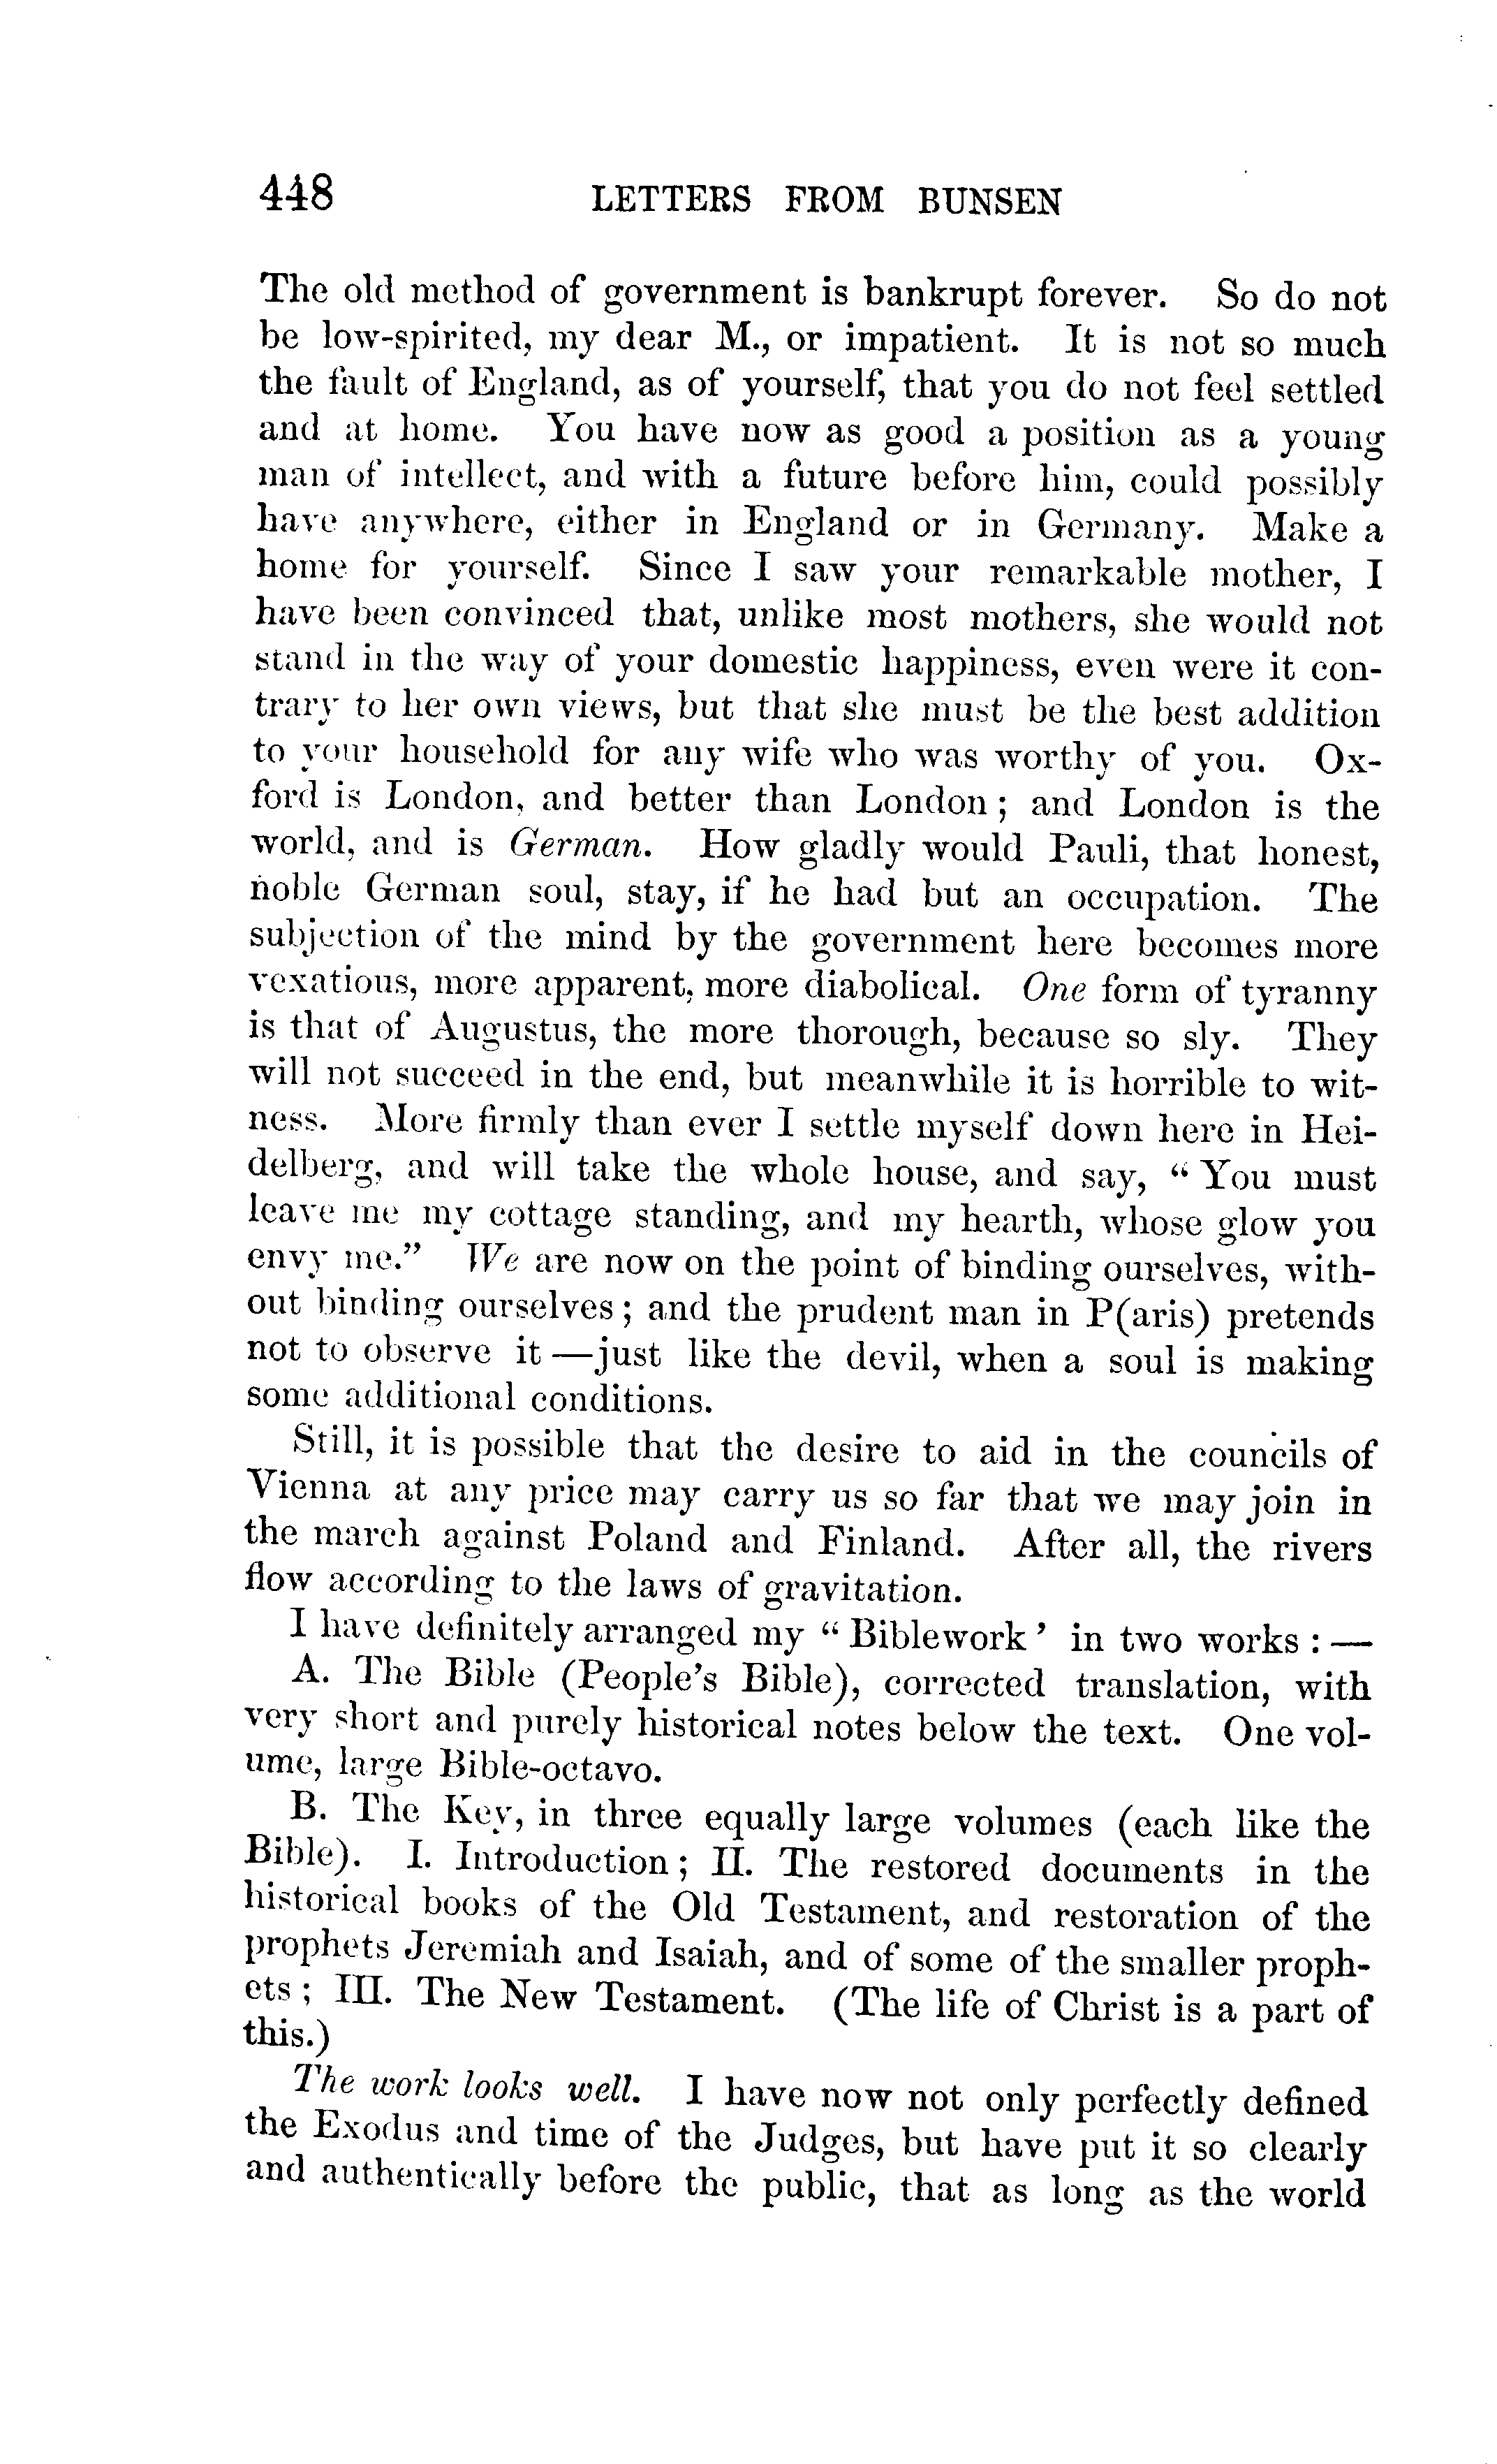 448 LETTERS FROM BUNSEN
The old method of government is bankrupt forever. So do not
be low-spirited, my dear M., or impatient. It is not so much
the fault of England, as of yourself, that you do not feel settled
and at home. You have now as good a position as a young
man of intellect, and with a future before him, could possibly
have anywhere, either in England or in Germany. Make a
home for yourself. Since I saw your remarkable mother, I
have been convinced that, unlike most mothers, she would not
stand in the way of your domestic happiness, even were it con-
trary to her own views, but that she must be the best addition
to your household for any wife who was worthy of you. Ox-
ford is London, and better than London; and London is the
world, and is German. How gladly would Pauli, that honest,
noble German soul, stay, if he had but an occupation. The
subjection of the mind by the government here becomes more
vexatious, more apparent, more diabolical. One form of tyranny
is that of Augustus, the more thorough, because so sly. They
will not succeed in the end, but meanwhile it is horrible to wit-
ness. More firmly than ever I settle myself down here in Hei-
delberg, and will take the whole house, and say, "You must
leave me my cottage standing, and my hearth, whose glow you
envy me." We are now on the point of binding ourselves, with-
out binding ourselves; and the prudent man in P(aris) pretends
not to observe it —just like the devil, when a soul is making
some additional conditions.
Still, it is possible that the desire to aid in the councils of
Vienna at any price may carry us so far that we may join in
the march against Poland and Finland. After all, the rivers
flow according to the laws of gravitation.
I have definitely arranged my "Biblework' in two works: —
A. The Bible (People's Bible), corrected translation, with
very short and purely historical notes below the text. One vol-
ume, large Bible-octavo.
B. The Key, in three equally large volumes (each like the
Bible). I. Introduction; II. The restored documents in the
historical books of the Old Testament, and restoration of the
prophets Jeremiah and Isaiah, and of some of the smaller proph-
ets; III. The New Testament. (The life of Christ is a part of
this.)
The work looks well. I have now not only perfectly defined
the Exodus and time of the Judges, but have put it so clearly
and authentically before the public, that as long as the world